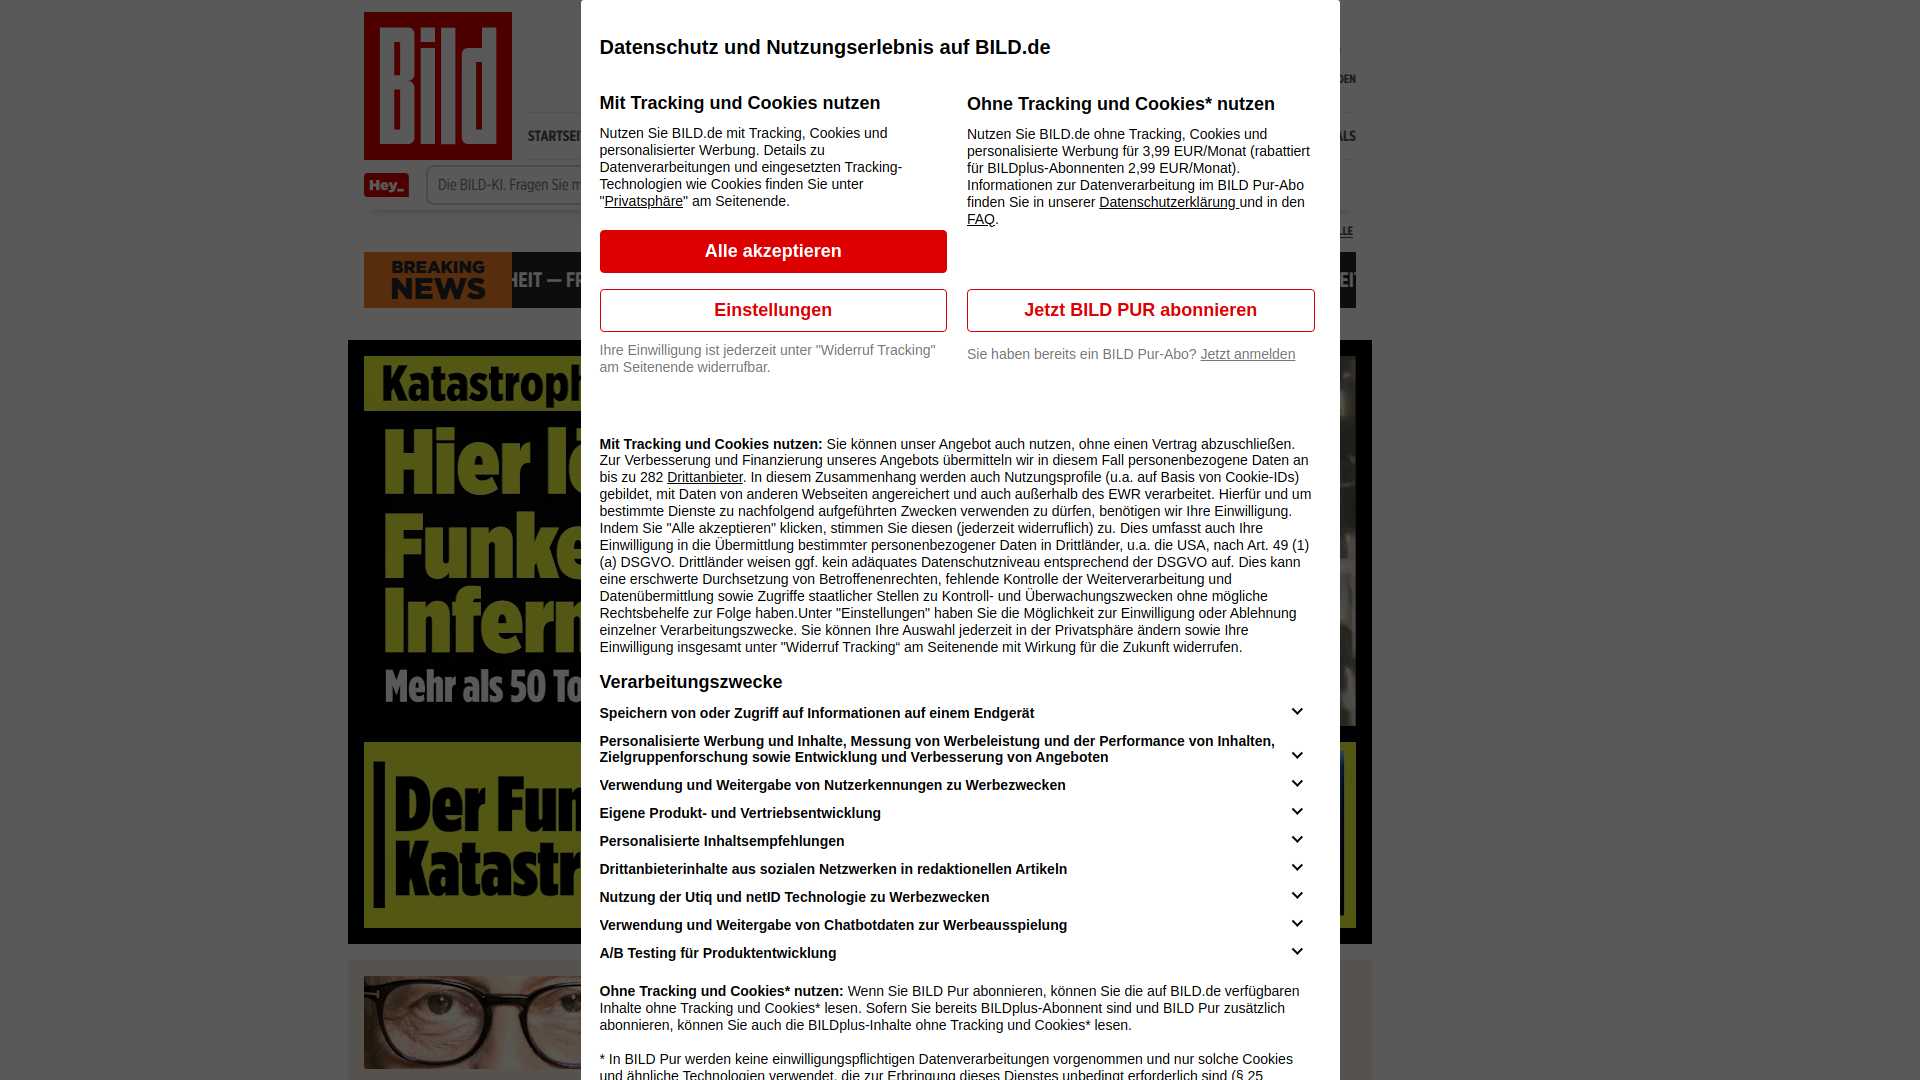 Bild
DEN
STARTSEI
ALS
Hey_
Die BILD-KI. Fragen Sie m
LLE
BREAKING
NEWS
HEIT — FR
EIT
Katastroph
Hier lö
Funke
Infern
Mehr als 50 To
Der Fun
Katastr
Datenschutz und Nutzungserlebnis auf BILD.de
Mit Tracking und Cookies nutzen
Nutzen Sie BILD.de mit Tracking, Cookies und
personalisierter Werbung. Details zu
Datenverarbeitungen und eingesetzten Tracking-
Technologien wie Cookies finden Sie unter
"Privatsphäre" am Seitenende.
Alle akzeptieren
Einstellungen
Ihre Einwilligung ist jederzeit unter "Widerruf Tracking"
am Seitenende widerrufbar.
Ohne Tracking und Cookies* nutzen
Nutzen Sie BILD.de ohne Tracking, Cookies und
personalisierte Werbung für 3,99 EUR/Monat (rabattiert
für BILDplus-Abonnenten 2,99 EUR/Monat).
Informationen zur Datenverarbeitung im BILD Pur-Abo
finden Sie in unserer Datenschutzerklärung und in den
FAQ.
Jetzt BILD PUR abonnieren
Sie haben bereits ein BILD Pur-Abo? Jetzt anmelden
Mit Tracking und Cookies nutzen: Sie können unser Angebot auch nutzen, ohne einen Vertrag abzuschließen.
Zur Verbesserung und Finanzierung unseres Angebots übermitteln wir in diesem Fall personenbezogene Daten an
bis zu 282 Drittanbieter. In diesem Zusammenhang werden auch Nutzungsprofile (u.a. auf Basis von Cookie-IDs)
gebildet, mit Daten von anderen Webseiten angereichert und auch außerhalb des EWR verarbeitet. Hierfür und um
bestimmte Dienste zu nachfolgend aufgeführten Zwecken verwenden zu dürfen, benötigen wir Ihre Einwilligung.
Indem Sie "Alle akzeptieren" klicken, stimmen Sie diesen (jederzeit widerruflich) zu. Dies umfasst auch Ihre
Einwilligung in die Übermittlung bestimmter personenbezogener Daten in Drittländer, u.a. die USA, nach Art. 49 (1)
(a) DSGVO. Drittländer weisen ggf. kein adäquates Datenschutzniveau entsprechend der DSGVO auf. Dies kann
eine erschwerte Durchsetzung von Betroffenenrechten, fehlende Kontrolle der Weiterverarbeitung und
Datenübermittlung sowie Zugriffe staatlicher Stellen zu Kontroll- und Überwachungszwecken ohne mögliche
Rechtsbehelfe zur Folge haben.Unter "Einstellungen" haben Sie die Möglichkeit zur Einwilligung oder Ablehnung
einzelner Verarbeitungszwecke. Sie können Ihre Auswahl jederzeit in der Privatsphäre ändern sowie Ihre
Einwilligung insgesamt unter "Widerruf Tracking“ am Seitenende mit Wirkung für die Zukunft widerrufen.
Verarbeitungszwecke
Speichern von oder Zugriff auf Informationen auf einem Endgerät
Personalisierte Werbung und Inhalte, Messung von Werbeleistung und der Performance von Inhalten,
Zielgruppenforschung sowie Entwicklung und Verbesserung von Angeboten
Verwendung und Weitergabe von Nutzerkennungen zu Werbezwecken
Eigene Produkt- und Vertriebsentwicklung
Personalisierte Inhaltsempfehlungen
Drittanbieterinhalte aus sozialen Netzwerken in redaktionellen Artikeln
Nutzung der Utiq und netID Technologie zu Werbezwecken
Verwendung und Weitergabe von Chatbotdaten zur Werbeausspielung
A/B Testing für Produktentwicklung
Ohne Tracking und Cookies* nutzen: Wenn Sie BILD Pur abonnieren, können Sie die auf BILD.de verfügbaren
Inhalte ohne Tracking und Cookies* lesen. Sofern Sie bereits BILDplus-Abonnent sind und BILD Pur zusätzlich
abonnieren, können Sie auch die BILDplus-Inhalte ohne Tracking und Cookies* lesen.
* In BILD Pur werden keine einwilligungspflichtigen Datenverarbeitungen vorgenommen und nur solche Cookies
und ähnliche Technologien verwendet, die zur Erbringung dieses Dienstes unbedingt erforderlich sind (§ 25